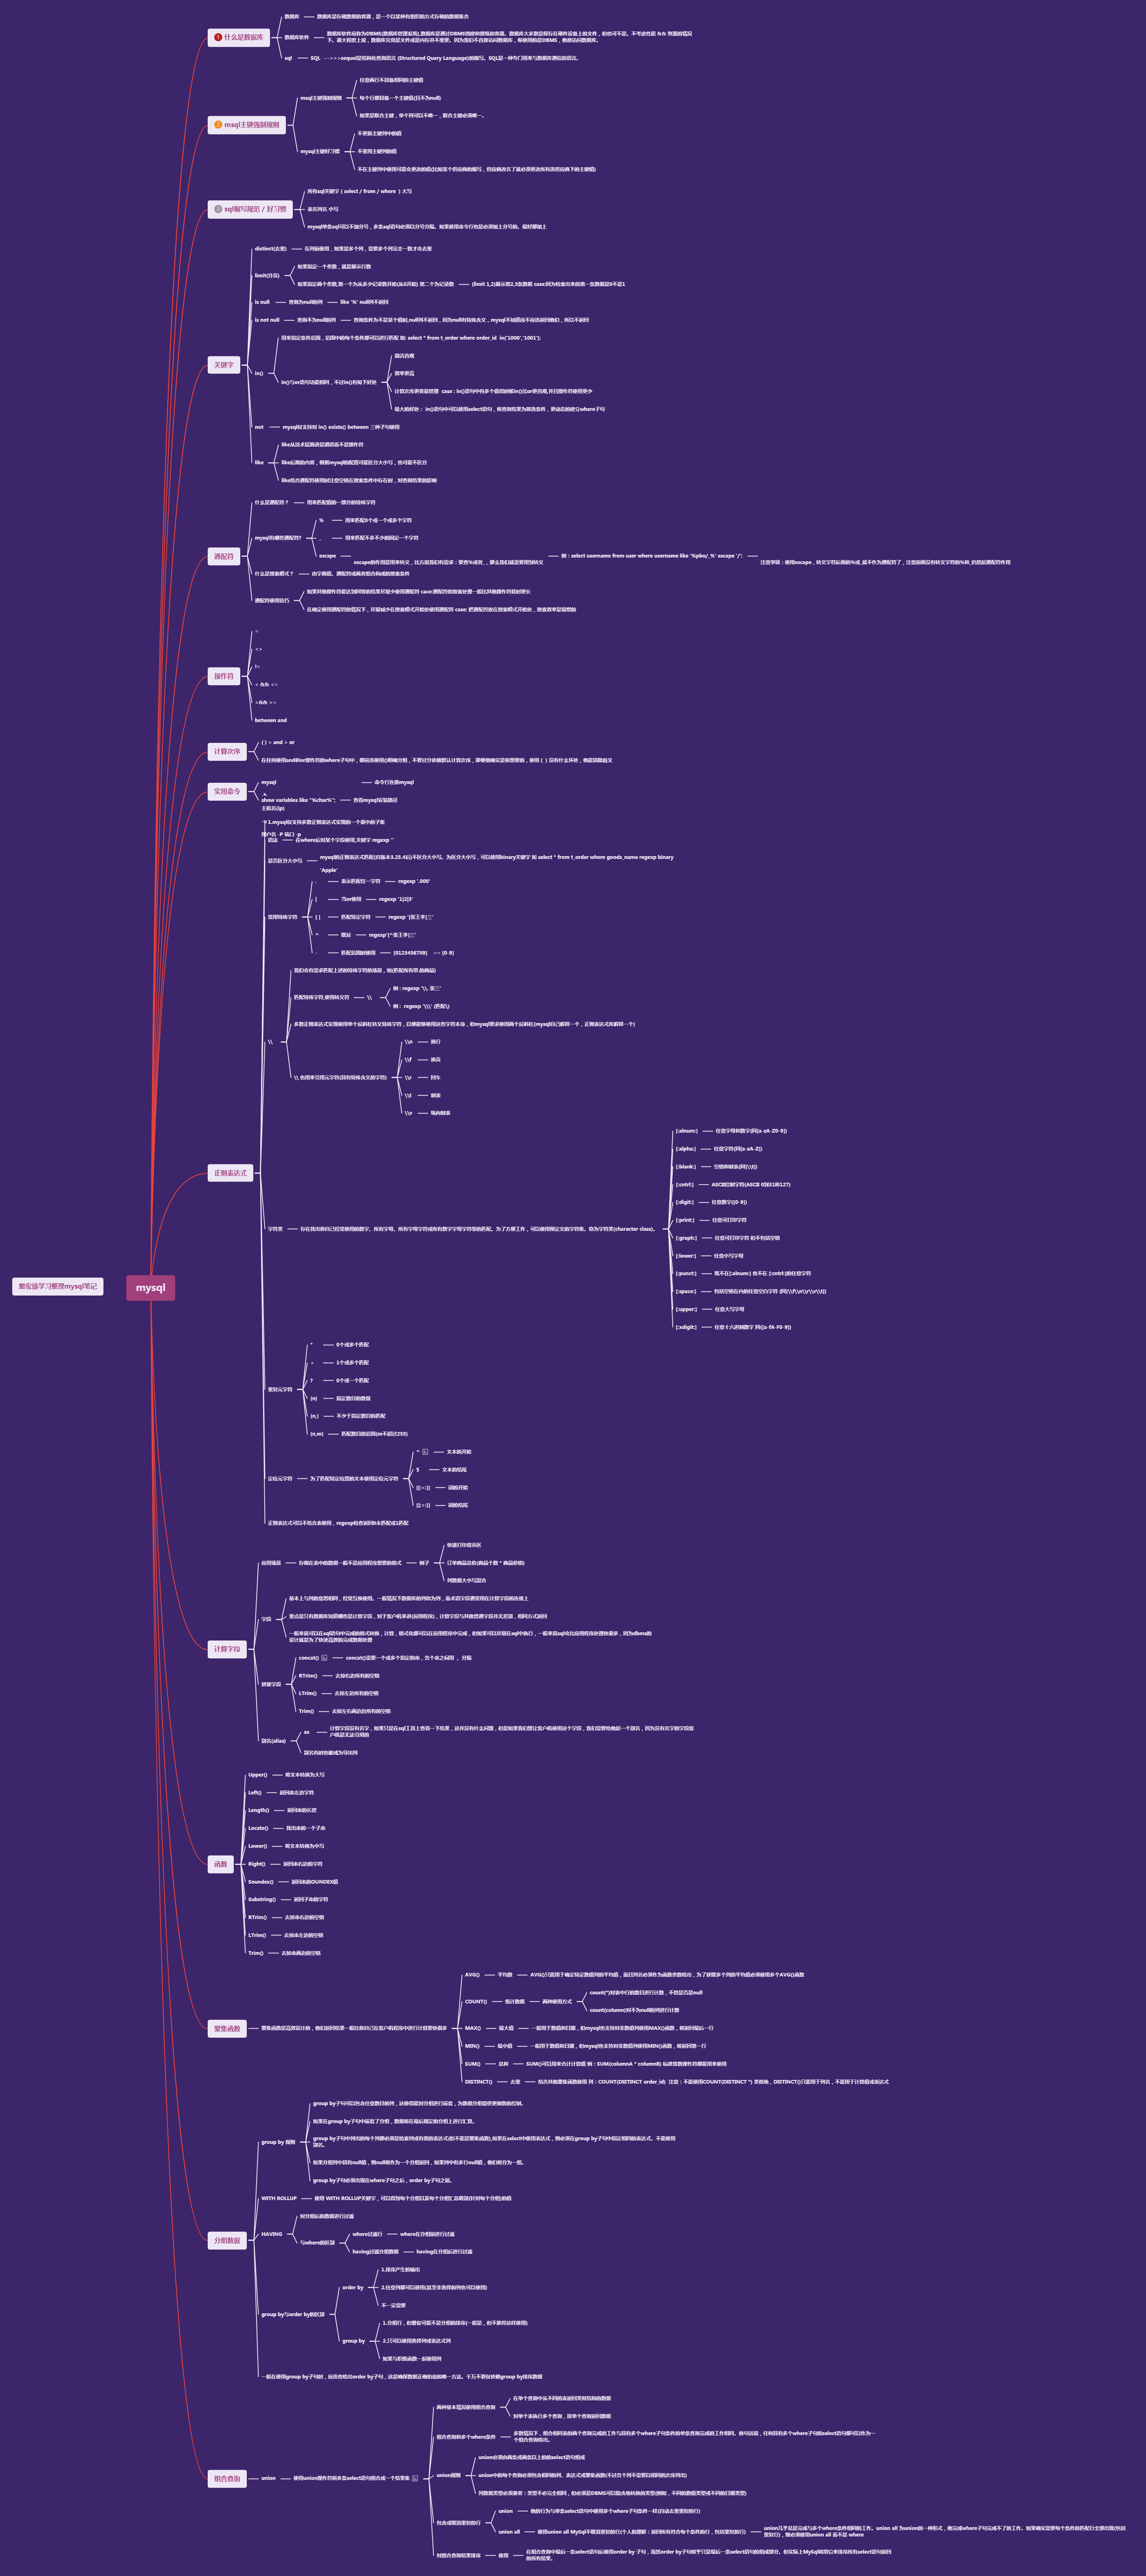 1 什么是数据库
数据库
数据库是存储数据的容器，是一个以某种有组织的方式存储的数据集合
数据库软件
数据库软件应称为DBMS(数据库管理系统),数据库是通过DBMS创建和操纵的容器。数据库大多数是保存在硬件设备上的文件，但也可不是。不考虑性能 && 资源的情况
下。最大程度上说，数据库究竟是文件或是内存并不重要。因为我们不直接访问数据库，你使用的是DBMS，他替访问数据库。
sql
SQL ---->>>sequel是结构化查询语言 (Structured Query Language)的缩写。SQL是一种专门用来与数据库通信的语言。
2 msql主键强制规则
msql主键强制规则
任意两行不具备相同的主键值
每个行都具备一个主键值(且不为null)
如果是联合主键，单个列可以不唯一，联合主键必须唯一。
mysql主键好习惯
不更新主键列中的值
不重用主键列的值
不在主键列中使用可能会更改的值(比如某个供应商的缩写，供应商改名了就必须更改所有该供应商下的主键值)
3 sql编写规范 / 好习惯
所有sql关键字 ( select / from / where ) 大写
表名列名 小写
mysql单条sql可以不加分号，多条sql语句必须以分号分隔。如果使用命令行也是必须加上分号的。最好都加上
关键字
distinct(去重)
在列前使用，如果是多个列，需要多个列完全一致才会去重
limit(分页)
如果指定一个参数，就是展示行数
如果指定两个参数,第一个为从多少记录数开始(从0开始) 第二个为记录数
(limit 1,2)展示第2,3条数据 case:因为检索出来的第一条数据是0不是1
is null
查询为null的列
like '%' null列不返回
is not null
查询不为null的列
查询条件为不是某个值时,null列不返回，因为null有特殊含义，mysql不知道应不应该返回他们，所以不返回
in()
用来指定条件范围，范围中的每个条件都可以进行匹配 如: select * from t_order where order_id in('1000','1001');
in()与or语句功能相同，不过in()有如下好处
简洁直观
效率更高
计算次序更容易管理 case : in()语句中有多个值得时候in()比or更直观,并且操作符使用更少
最大的好处： in()语句中可以使用select语句，将查询结果为筛选条件，更动态的建立where子句
not
mysql仅支持对 in() exists() between 三种子句使用
like
like从技术层面讲是谓语而不是操作符
like后面的内容，根据mysql的配置可能区分大小写，也可能不区分
like结合通配符使用时注意空格在搜索条件中存在时，对查询结果的影响
通配符
什么是通配符？
用来匹配值的一部分的特殊字符
mysql有哪些通配符?
%
用来匹配0个或一个或多个字符
_
用来匹配不多不少的固定一个字符
escape
escape的作用是用来转义，比方说我们有需求：要查%或者_，那么我们就需要用到转义
例：select username from user where username like '%pbo/_%' escape '/';
注意事项：使用escape，转义字符后面的%或_就不作为通配符了，注意前面没有转义字符的%和_仍然起通配符作用
什么是搜索模式？
由字面值、通配符或两者组合构成的搜索条件
通配符使用技巧
如果其他操作符能达到同等的结果尽量少使用通配符 case:通配符的搜索处理一般比其他操作符耗时更长
在确定使用通配符的情况下，尽量减少在搜索模式开始处使用通配符 case: 把通配符放在搜索模式开始处，搜索效率是最慢的
操作符
=
<>
!=
< && <=
>&& >=
between and
计算次序
( ) > and > or
在任何使用and和or操作符的where子句中，都应该使用()明确分组，不要过分依赖默认计算次序，即便他确实是你想要的，使用 ( ) 没有什么坏处，他能消除歧义
实用命令
mysql
命令行连接mysql
-h
show variables like "%char%";
查看mysql安装路径
主机名(ip)
-u
1.mysql仅支持多数正则表达式实现的一个很小的子集
用户名 -P 端口 -p
正则表达式
语法
在where后对某个字段使用,关键字 regexp ''
是否区分大小写
mysql的正则表达式匹配(自版本3.23.4后)不区分大小写。为区分大小写，可以使用binary关键字 如 select * from t_order where goods_name regexp binary
'Apple'
常用特殊字符
.
表示匹配任一字符
regexp '.000'
|
当or使用
regexp '1|2|3'
[ ]
匹配特定字符
regexp '[张王李]三'
^
取反
regexp'[^张王李]三'
-
匹配范围时使用
[0123456789] == [0-9]
\\
我们会有需求匹配上述的特殊字符的场景，如(匹配所有带.的商品)
匹配特殊字符,使用转义符
\\
例 : regexp '\\. 张三'
例： regexp '\\\' (匹配\)
多数正则表达式实现使用单个反斜杠转义特殊字符，以便能够使用这些字符本身，但mysql要求使用两个反斜杠(mysql自己解释一个，正则表达式库解释一个)
\\ 也用来引用元字符(具有特殊含义的字符)
\\n
换行
\\f
换页
\\r
回车
\\t
制表
\\v
纵向制表
字符类
存在找出你自己经常使用的数字、所有字母、所有字母字符或所有数字字母字符等的匹配。为了方便工作，可以使用预定义的字符集。称为字符类(character class)。
[:alnum:]
任意字母和数字(同[a-zA-Z0-9])
[:alpha:]
任意字符(同[a-zA-Z])
[:blank:]
空格和制表(同[\\t])
[:cntrl:]
ASCII控制字符(ASCII 0到31和127)
[:digit:]
任意数字([0-9])
[:print:]
任意可打印字符
[:graph:]
任意可打印字符 但不包括空格
[:lower:]
任意小写字母
[:punct:]
既不在[:alnum:] 也不在 [:cntrl:]的任意字符
[:space:]
包括空格在内的任意空白字符 (同[\\f\\n\\r\\v\\t])
[:upper:]
任意大写字母
[:xdigit:]
任意十六进制数字 同([a-fA-F0-9])
重复元字符
*
0个或多个匹配
+
1个或多个匹配
?
0个或一个匹配
{n}
指定数目的数量
{n,}
不少于指定数目的匹配
{n,m}
匹配数目的范围(m不超过255)
定位元字符
为了匹配特定位置的文本使用定位元字符
^
文本的开始
$
文本的结尾
[[:<:]]
词的开始
[[:>:]]
词的结尾
正则表达式可以不结合表使用，regexp检查返回0未匹配或1匹配
窗宏话学习整理mysql笔记
mysql
计算字段
应用场景
存储在表中的数据一般不是应用程序想要的格式
例子
快递打印省市区
订单商品总价(商品个数 * 商品价格)
列数据大小写混合
字段
基本上与列的意思相同，经常互换使用。一般情况下数据库的列称为列，而术语字段通常用在计算字段的连接上
重点是只有数据库知道哪些是计算字段，对于客户机来讲(应用程序)，计算字段与其他普通字段并无差别，相同方式返回
一般来说可以在sql语句中完成的格式转换，计算，格式化都可以在应用程序中完成，但如果可以尽量在sql中执行，一般来说sql会比应用程序处理快很多，因为dbms的
设计就是为了快速高效的完成数据处理
拼接字段
concat()
concat()需要一个或多个指定的串，各个串之间用 ， 分隔
RTrim()
去掉右边所有的空格
LTrim()
去掉左边所有的空格
Trim()
去掉左右两边所有的空格
别名(alias)
as
计算字段没有名字，如果只是在sql工具上查看一下结果，这并没有什么问题，但是如果我们想让客户机使用这个字段，我们需要给他起一个别名，因为没有名字的字段客
户机是无法引用的
别名有时也被成为导出列
函数
Upper()
将文本转换为大写
Left()
返回串左边字符
Length()
返回串的长度
Locate()
找出串的一个子串
Lower()
将文本转换为小写
Right()
返回串右边的字符
Soundex()
返回串的OUNDEX值
Substring()
返回子串的字符
RTrim()
去掉串右边的空格
LTrim()
去掉串左边的空格
Trim()
去掉串两边的空格
聚集函数
聚集函数是高效设计的，他们返回结果一般比你自己在客户机程序中进行计算要快很多
AVG()
平均数
AVG()只能用于确定特定数值列的平均值，而且列名必须作为函数参数给出，为了获取多个列的平均值必须使用多个AVG()函数
COUNT()
统计数据
两种使用方式
count(*)对表中行的数目进行计数，不管是否是null
count(column)对不为null的列进行计数
MAX()
最大值
一般用于数值和日期，但mysql也支持对非数值列使用MAX()函数，将返回最后一行
MIN()
最小值
一般用于数值和日期，但mysql也支持对非数值列使用MIN()函数，将返回第一行
SUM()
总和
SUM()可以用来合计计算值 例：SUM(columnA * columnB) 标准算数操作符都能用来使用
DISTINCT()
去重
结合其他聚集函数使用 列：COUNT(DISTINCT order_id) 注意：不能使用COUNT(DISTINCT *) 类似地，DISTINCT()只能用于列名，不能用于计算值或表达式
分组数据
group by 规则
group by子句可以包含任意数目的列，这使得能对分组进行嵌套，为数据分组提供更细致的控制。
如果在group by子句中嵌套了分组，数据将在最后规定的分组上进行汇总。
group by子句中列出的每个列都必须是检索列或有效的表达式(但不能是聚集函数),如果在select中使用表达式，则必须在group by子句中指定相同的表达式。不能使用
别名。
如果分组列中具有null值，则null将作为一个分组返回，如果列中有多行null值，他们将分为一组。
group by子句必须出现在where子句之后，order by子句之前。
WITH ROLLUP
使用 WITH ROLLUP关键字，可以得到每个分组以及每个分组汇总级别(针对每个分组)的值
HAVING
对分组后的数据进行过滤
与where的区别
where过滤行
where在分组前进行过滤
having过滤分组数据
having在分组后进行过滤
group by与order by的区别
order by
1.排序产生的输出
2.任意列都可以使用(甚至非选择的列也可以使用)
不一定需要
group by
1.分组行，但输出可能不是分组的排序(一般是，但不推荐这样使用)
2.只可以使用选择列或表达式列
如果与积极函数一起使用列
一般在使用group by子句时，应该也给出order by子句，这是确保数据正确的排的唯一方法。千万不要仅依赖group by排序数据
组合查询
union
使用union操作符将多条select语句组合成一个结果集
两种基本情况使用组合查询
在单个查询中从不同的表返回类似结构的数据
对单个表执行多个查询，按单个查询返回数据
组合查询和多个where条件
多数情况下，组合相同表的两个查询完成的工作与具有多个where子句条件的单条查询完成的工作相同。换句话说，任何具有多个where子句的select语句都可以作为一
个组合查询给出。
union规则
union必须由两条或两条以上的的select语句组成
union中的每个查询必须包含相同的列、表达式或聚集函数(不过各个列不需要以相同的次序列出)
列数据类型必须兼容：类型不必完全相同，但必须是DBMS可以隐含地转换的类型(例如，不同的数值类型或不同的日期类型)
包含或取消重复的行
union
他的行为与单条select语句中使用多个where子句条件一样(自动去重重复的行)
union all
使用union all MySql不取消重复的行(个人的理解：返回所有符合每个条件的行，包括重复的行)
union几乎总是完成与多个where条件相同的工作。union all 为union的一种形式，他完成where子句完成不了的工作。如果确实需要每个条件的匹配行全部出现(包括
重复行)，则必须使用union all 而不是 where
对组合查询结果排序
使用
在组合查询中最后一条select语句后使用order by 子句，虽然order by子句似乎只是最后一条select语句的组成部分。但实际上MySql将用它来排序所有select语句返回
的所有结果。